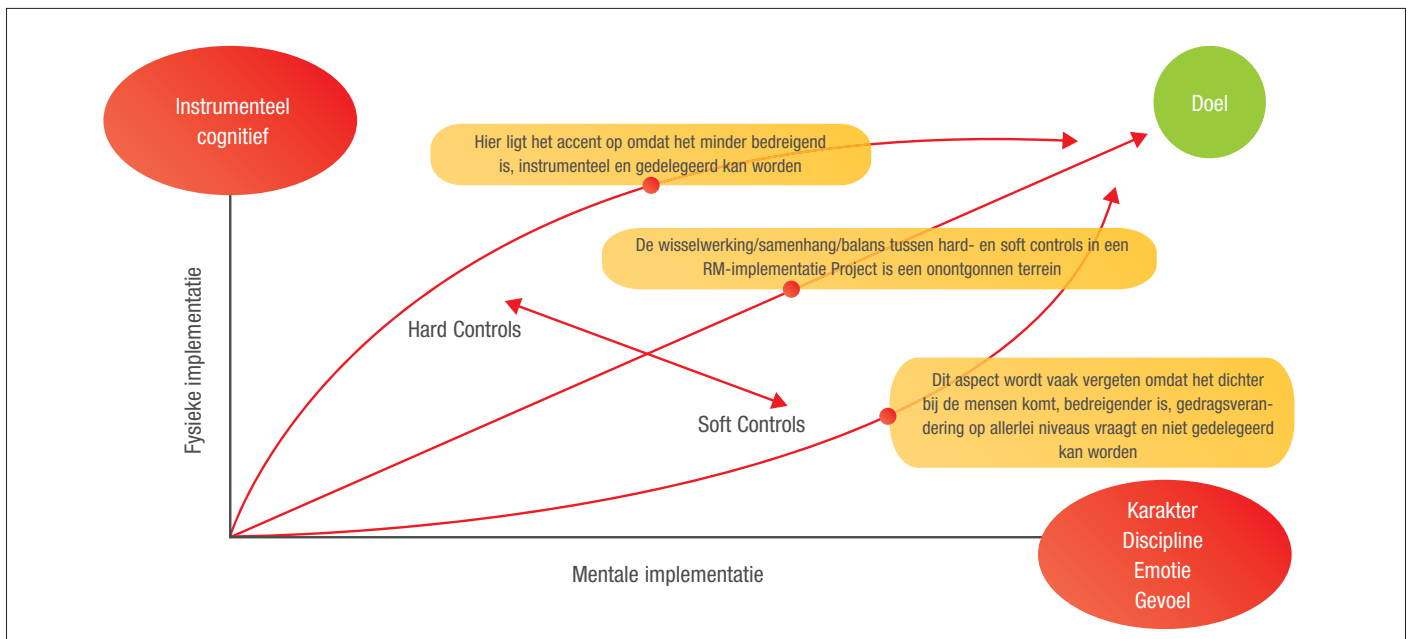 Instrumenteel
cognitief
Doel
Hier ligt het accent op omdat het minder bedreigend
is, instrumenteel en gedelegeerd kan worden
De wisselwerking/samenhang/balans tussen hard- en soft controls in een
RM-implementatie Project is een onontgonnen terrein
Hard Controls
Soft Controls
Dit aspect wordt vaak vergeten omdat het dichter
bij de mensen komt, bedreigender is, gedragsveran-
dering op allerlei niveaus vraagt en niet gedelegeerd
kan worden
Fysieke implementatie
Mentale implementatie
Karakter
Discipline
Emotie
Gevoel